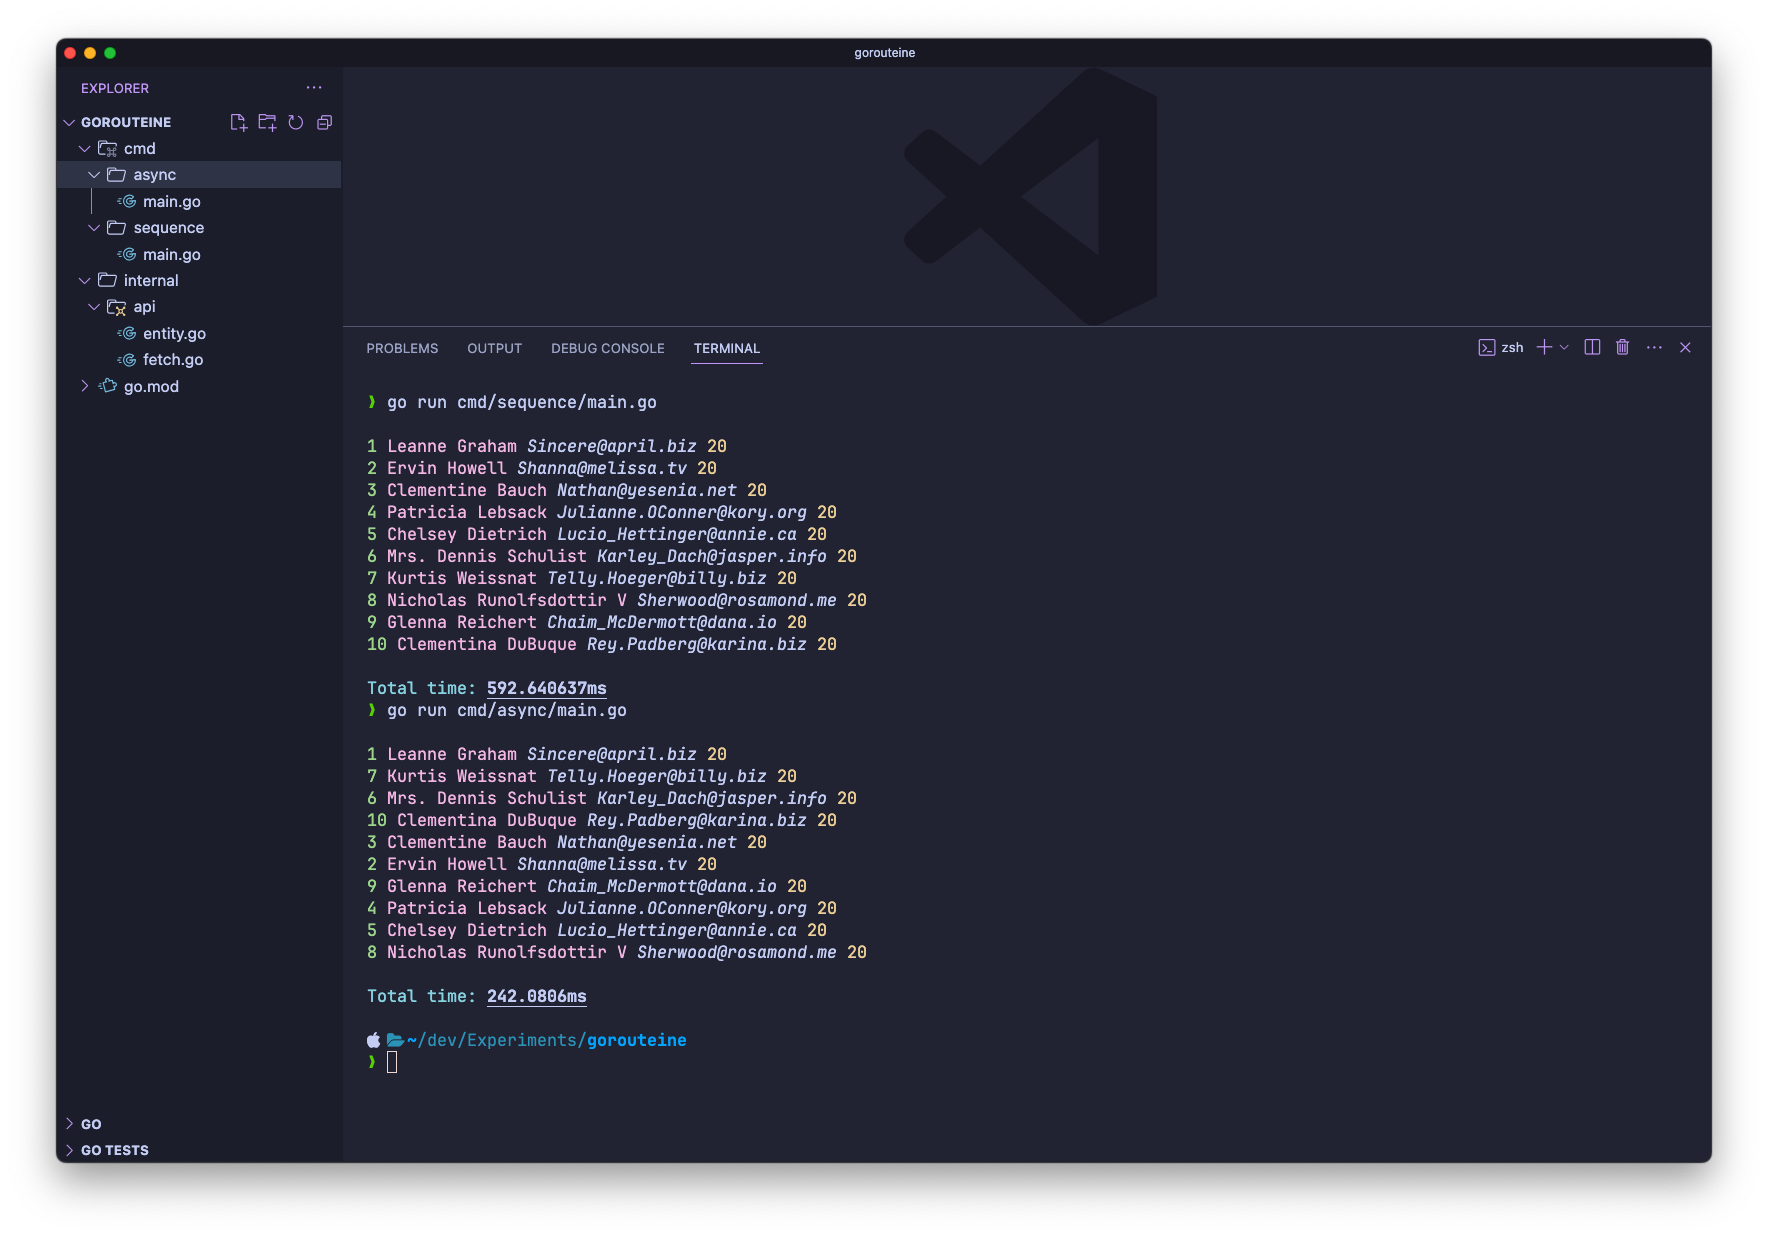 gorouteine
EXPLORER
GOROUTEINE
cmd
async
main.go
sequence
main.go
internal
api
entity.go
fetch.go
go.mod
GO
GO TESTS
PROBLEMS OUTPUT DEBUG CONSOLE TERMINAL zsh
❯ go run cmd/sequence/main.go
1 Leanne Graham Sincere@april.biz 20
2 Ervin Howell Shanna@melissa.tv 20
3 Clementine Bauch Nathan@yesenia.net 20
4 Patricia Lebsack Julianne.OConner@kory.org 20
5 Chelsey Dietrich Lucio_Hettinger@annie.ca 20
6 Mrs. Dennis Schulist Karley_Dach@jasper.info 20
7 Kurtis Weissnat Telly.Hoeger@billy.biz 20
8 Nicholas Runolfsdottir V Sherwood@rosamond.me 20
9 Glenna Reichert Chaim_McDermott@dana.io 20
10 Clementina DuBuque Rey.Padberg@karina.biz 20
Total time: 592.640637ms
❯ go run cmd/async/main.go
1 Leanne Graham Sincere@april.biz 20
7 Kurtis Weissnat Telly.Hoeger@billy.biz 20
6 Mrs. Dennis Schulist Karley_Dach@jasper.info 20
10 Clementina DuBuque Rey.Padberg@karina.biz 20
3 Clementine Bauch Nathan@yesenia.net 20
2 Ervin Howell Shanna@melissa.tv 20
9 Glenna Reichert Chaim_McDermott@dana.io 20
4 Patricia Lebsack Julianne.OConner@kory.org 20
5 Chelsey Dietrich Lucio_Hettinger@annie.ca 20
8 Nicholas Runolfsdottir V Sherwood@rosamond.me 20
Total time: 242.0806ms
~/dev/Experiments/gorouteine
❯